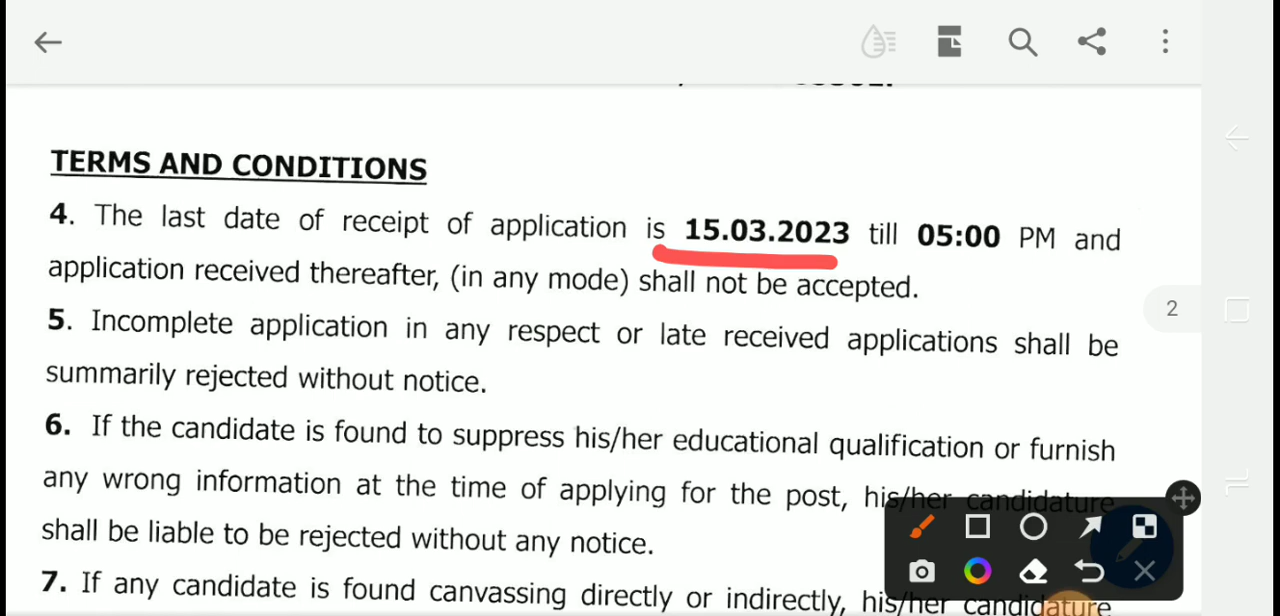 TERMS AND CONDITIONS
4. The last date of receipt of application is 15.03.2023 till 05:00 PM and
application received thereafter, (in any mode) shall not be accepted.
2
5. Incomplete application in any respect or late received applications shall be
summarily rejected without notice.
6. If the candidate is found to suppress his/her educational qualification or furnish
any wrong information at the time of applying for the post, his/her candidature
shall be liable to be rejected without any notice.
7. If any candidate is found canvassing directly or indirectly, his/her candidature